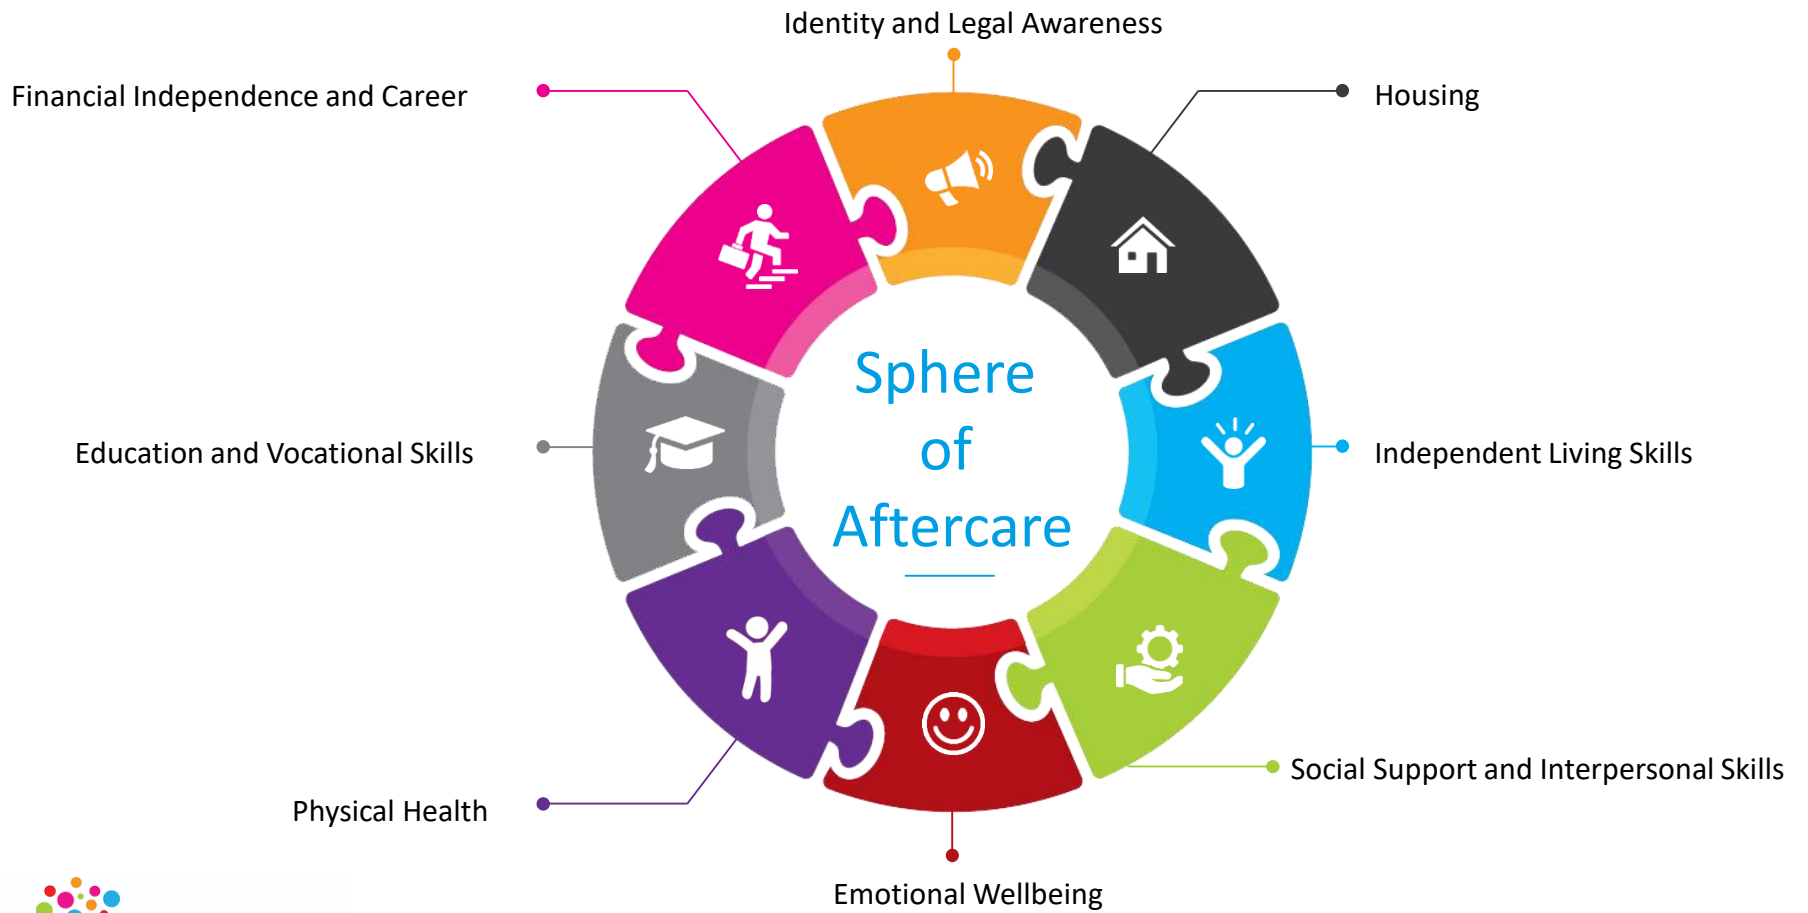 Identity and Legal Awareness
Financial Independence and Career
Housing
Sphere
of
Aftercare
Education and Vocational Skills
Independent Living Skills
Social Support and Interpersonal Skills
Physical Health
Emotional Wellbeing